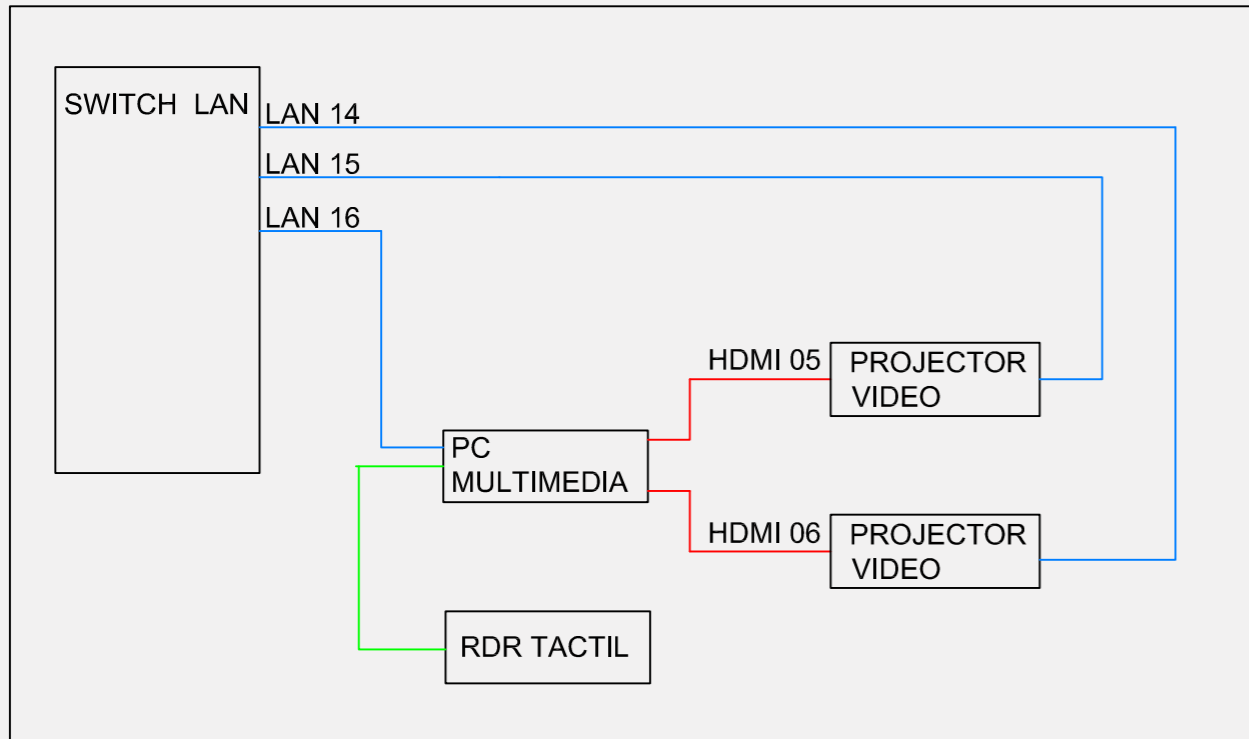 SWITCH LAN
LAN 14
LAN 15
LAN 16
HDMI 05
PROJECTOR
VIDEO
PC
MULTIMEDIA
HDMI 06
PROJECTOR
VIDEO
RDR TACTIL